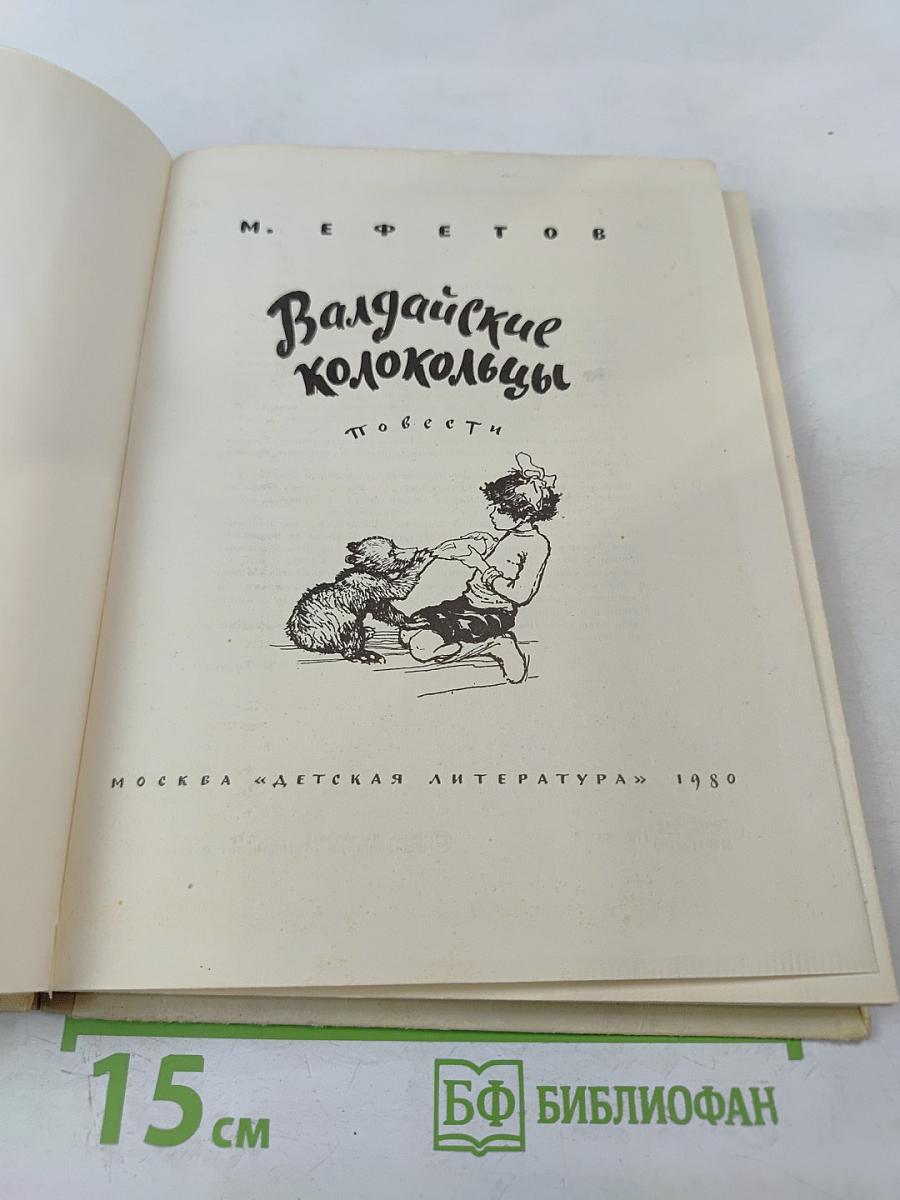 М. ЕФЕТОВ
Валдайские
колокольцы
повести
МОСКВА «ДЕТСКАЯ ЛИТЕРАТУРА» 1980
15 см
БФ БИБЛИОФАН